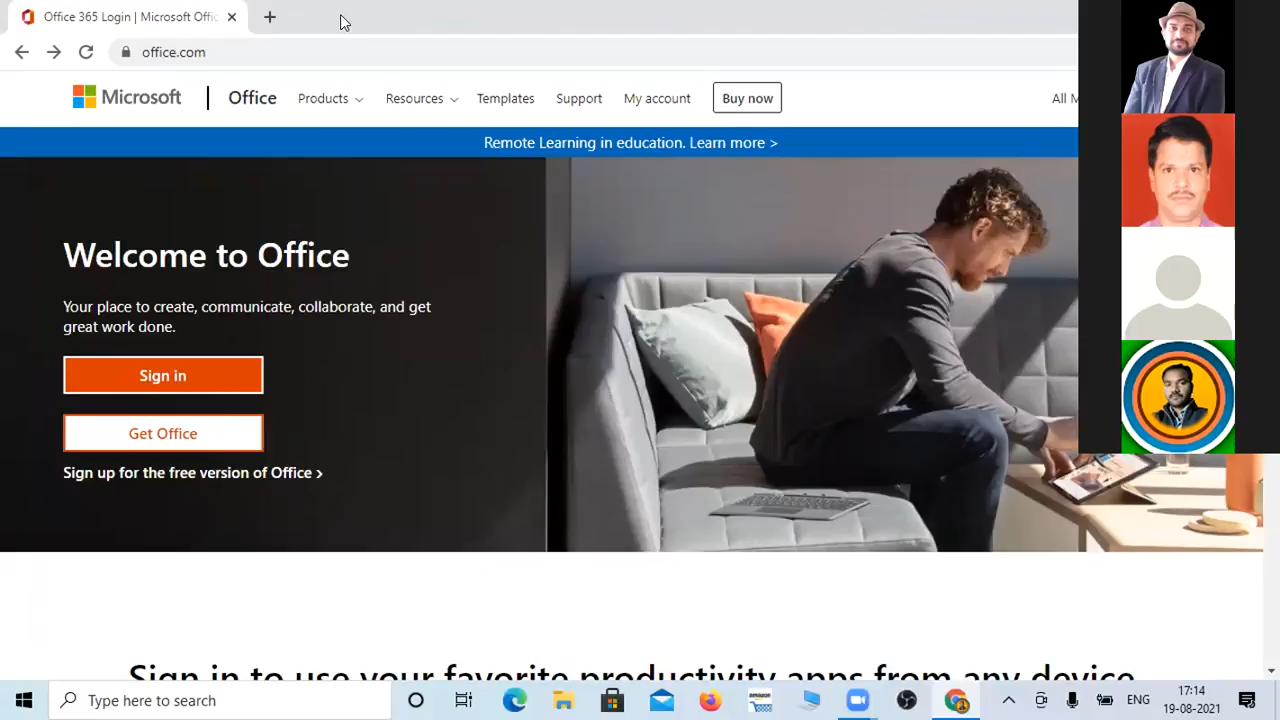 Office 365 Login | Microsoft Offic
office.com
Microsoft Office Products Resources Templates Support My account Buy now All M
Remote Learning in education. Learn more >
Welcome to Office
Your place to create, communicate, collaborate, and get
great work done.
Sign in
Get Office
Sign up for the free version of Office >
Sign in to use your favorite productivity apps from any device
Type here to search
amazon
ENG
17:14
19-08-2021